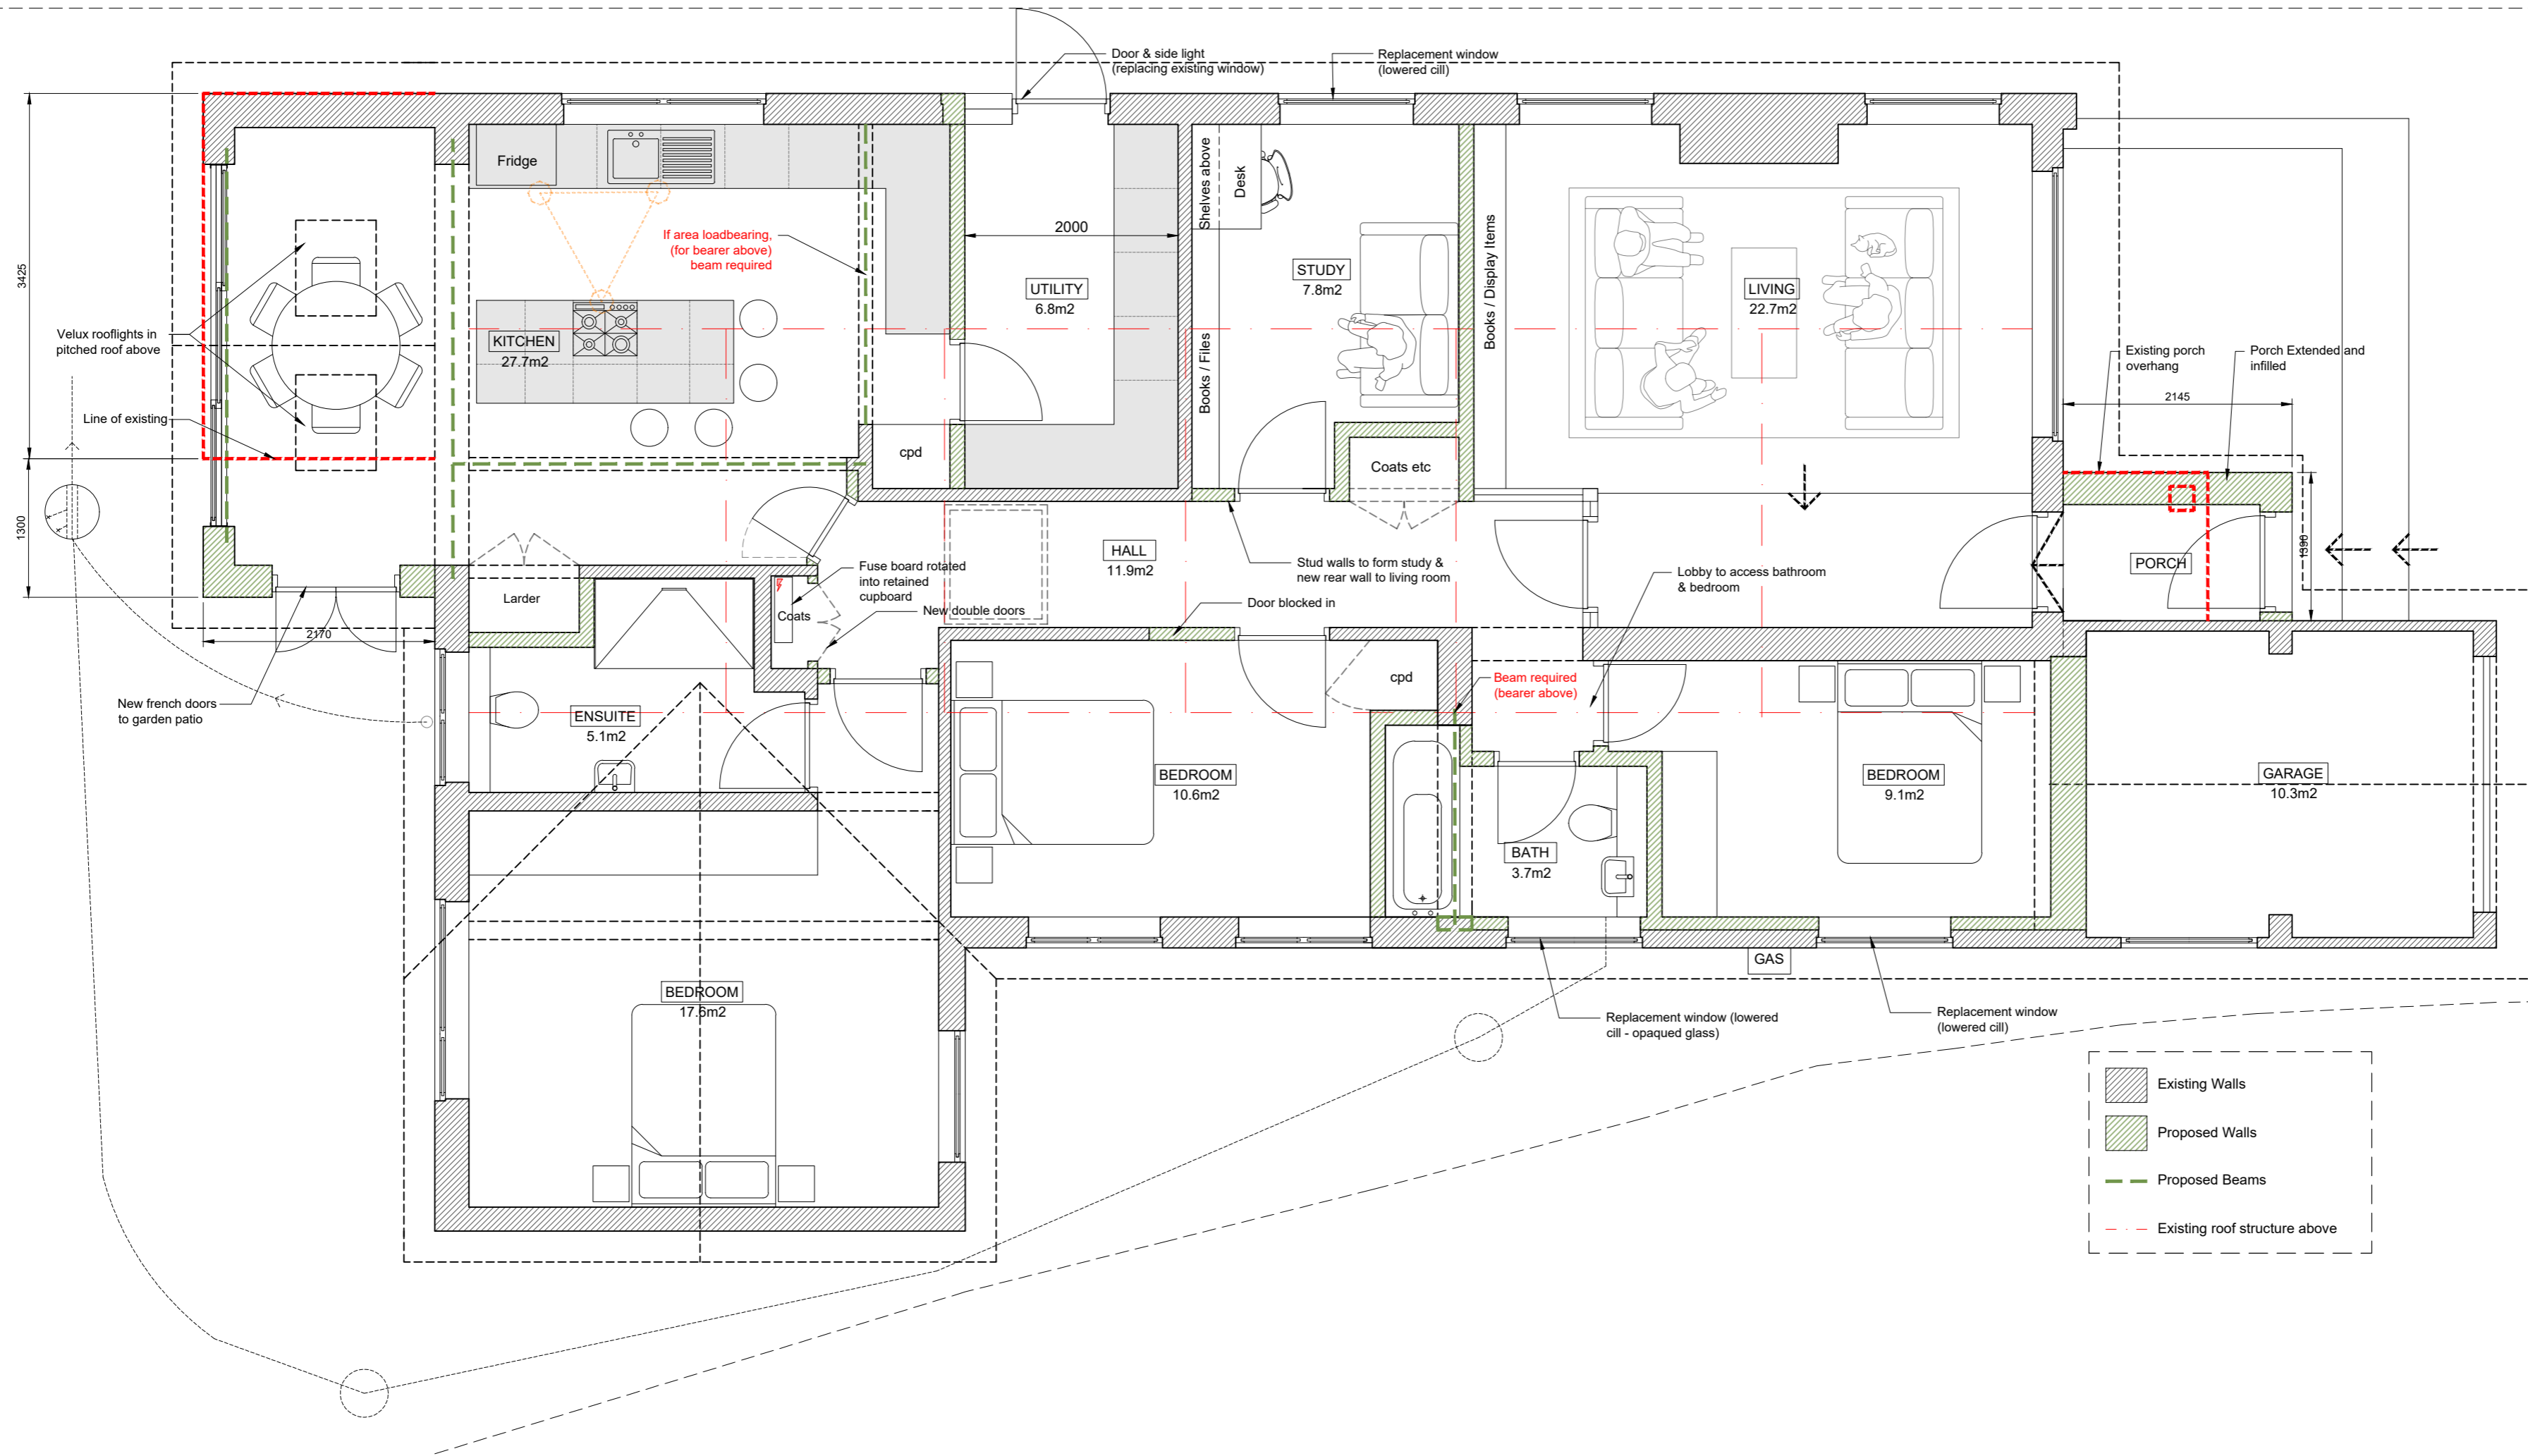 Door & side light
(replacing existing window)
Replacement window
(lowered cill)
3425
1300
Fridge
If area loadbearing,
(for bearer above)
beam required
2000
UTILITY
6.8m2
Shelves above
Desk
STUDY
7.8m2
Books / Files
Books / Display Items
LIVING
22.7m2
Velux rooflights in
pitched roof above
KITCHEN
27.7m2
Line of existing
Existing porch
overhang
Porch Extended and
infilled
2145
1390
cpd
Coats etc
HALL
11.9m2
Stud walls to form study &
new rear wall to living room
PORCH
Larder
Fuse board rotated
into retained
cupboard
Coats
New double doors
Door blocked in
Lobby to access bathroom
& bedroom
2170
New french doors
to garden patio
ENSUITE
5.1m2
cpd
Beam required
(bearer above)
BEDROOM
10.6m2
BATH
3.7m2
BEDROOM
9.1m2
GARAGE
10.3m2
GAS
BEDROOM
17.6m2
Replacement window (lowered
cill - opaqued glass)
Replacement window
(lowered cill)
Existing Walls
Proposed Walls
Proposed Beams
Existing roof structure above